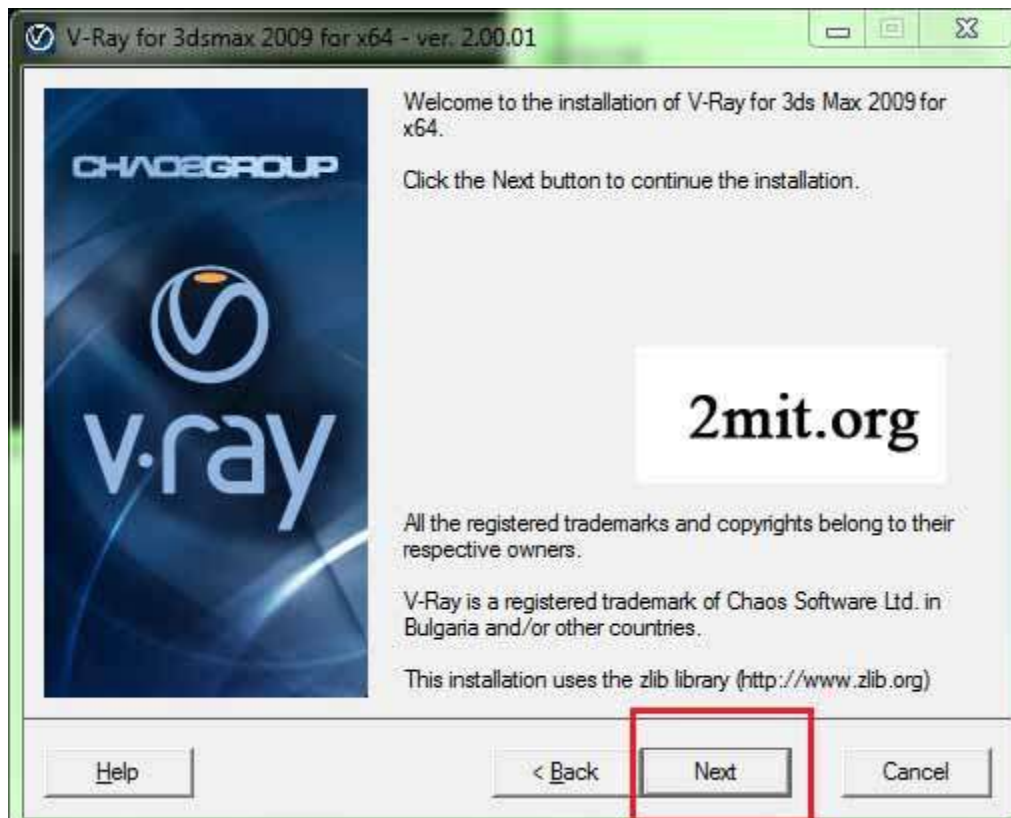 V-Ray for 3dsmax 2009 for x64 - ver. 2.00.01
CHAOSGROUP
v·ray
Welcome to the installation of V-Ray for 3ds Max 2009 for
x64.
Click the Next button to continue the installation.
2mit.org
All the registered trademarks and copyrights belong to their
respective owners.
V-Ray is a registered trademark of Chaos Software Ltd. in
Bulgaria and/or other countries.
This installation uses the zlib library (http://www.zlib.org)
Help
< Back
Next
Cancel